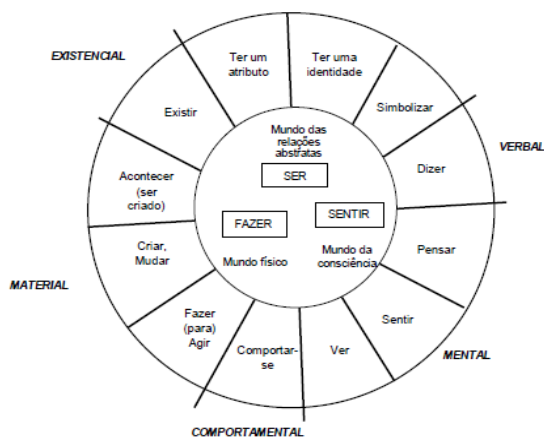 EXISTENCIAL
Ter um
atributo
Ter uma
identidade
Existir
Simbolizar
Mundo das
relações
abstratas
SER
VERBAL
Dizer
Acontecer
(ser
criado)
FAZER
SENTIR
Criar,
Mudar
Mundo físico
Mundo da
consciência
Pensar
MATERIAL
Fazer
(para)
Agir
Comportar-
se
Ver
Sentir
MENTAL
COMPORTAMENTAL